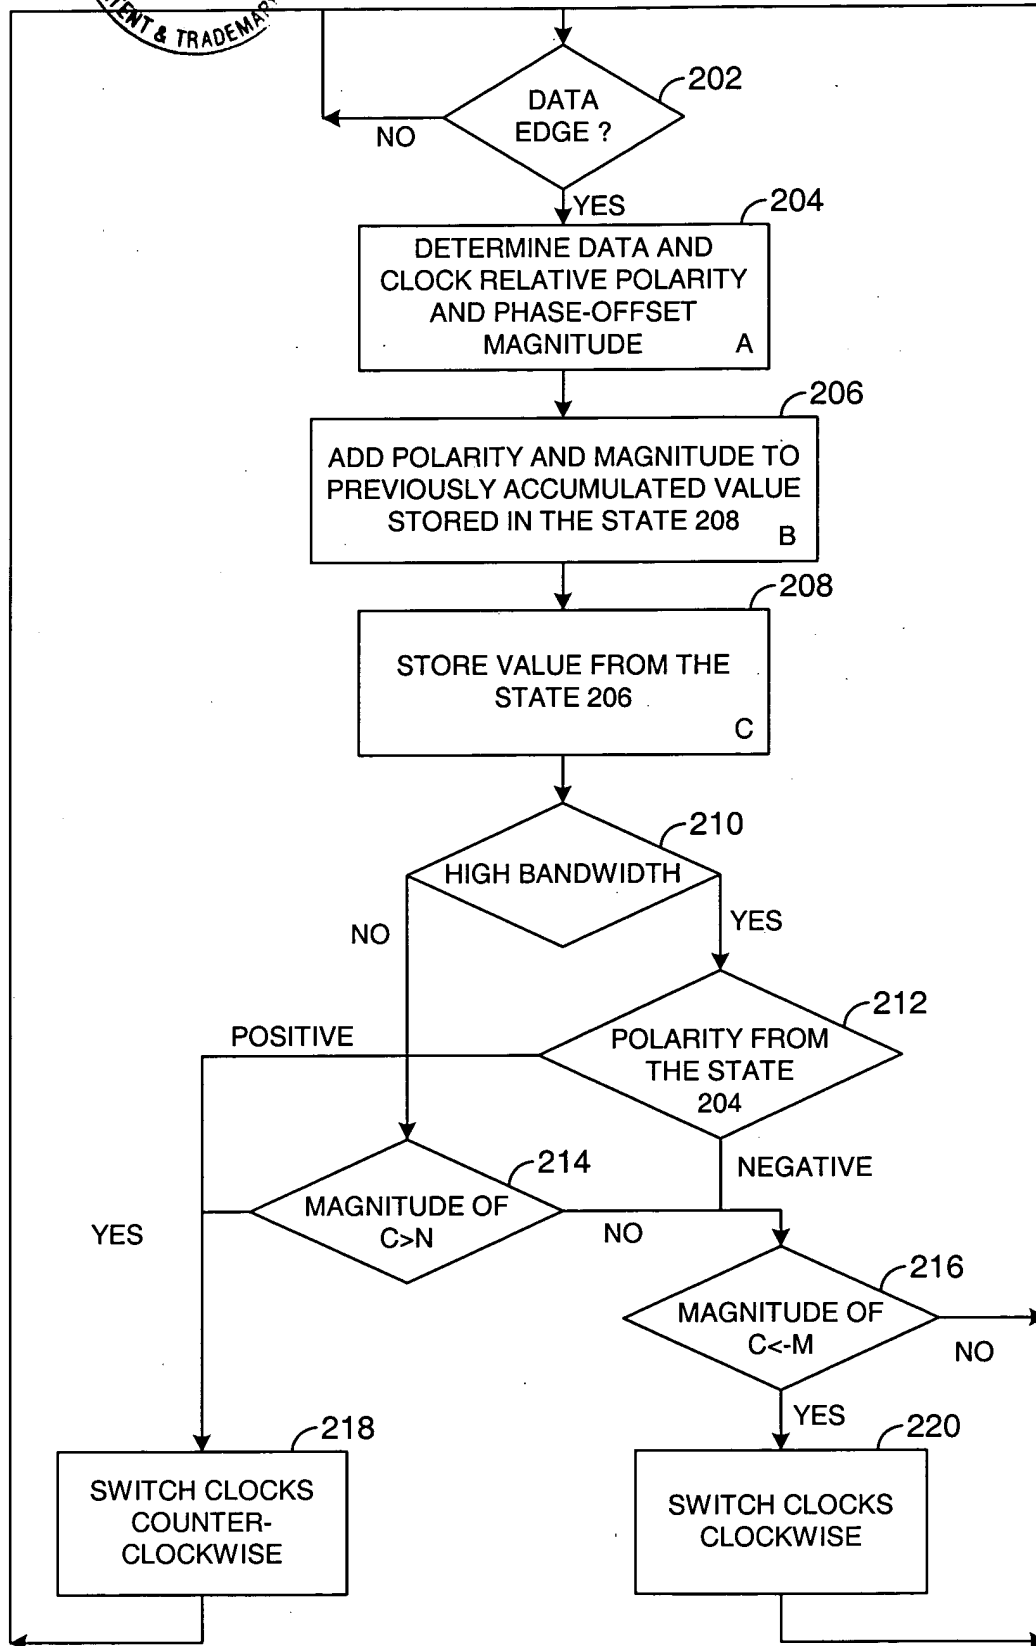 TENT & TRADEMAR
202
DATA
EDGE ?
NO
YES
204
DETERMINE DATA AND
CLOCK RELATIVE POLARITY
AND PHASE-OFFSET
MAGNITUDE
A
206
ADD POLARITY AND MAGNITUDE TO
PREVIOUSLY ACCUMULATED VALUE
STORED IN THE STATE 208
B
208
STORE VALUE FROM THE
STATE 206
C
210
HIGH BANDWIDTH
NO
YES
212
POSITIVE
POLARITY FROM
THE STATE
204
214
NEGATIVE
MAGNITUDE OF
C>N
YES
NO
216
MAGNITUDE OF
C<-M
NO
YES
218
220
SWITCH CLOCKS
COUNTER-
CLOCKWISE
SWITCH CLOCKS
CLOCKWISE